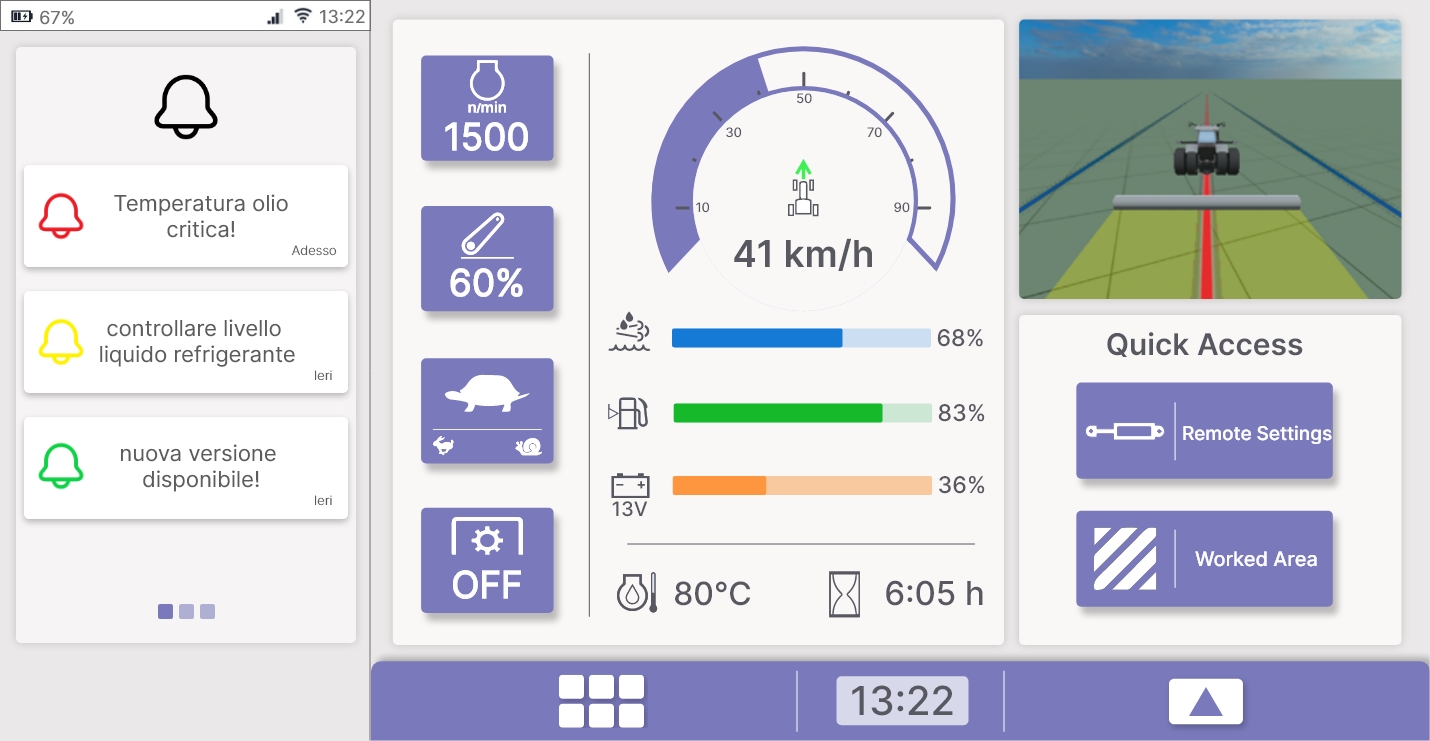 67%
13:22
Temperatura olio
critica!
Adesso
controllare livello
liquido refrigerante
Ieri
nuova versione
disponibile!
Ieri
n/min
1500
60%
OFF
10
30
50
70
90
41 km/h
68%
83%
36%
13V
80°C
6:05 h
Quick Access
Remote Settings
Worked Area
13:22